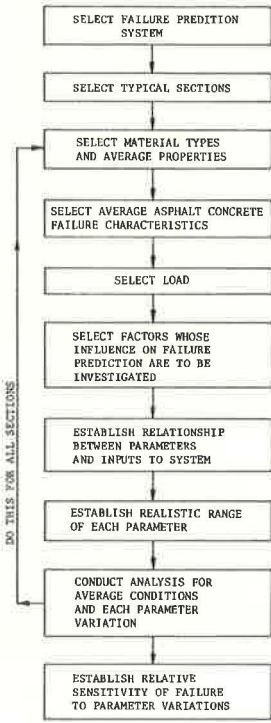 SELECT FAILURE PREDITION
SYSTEM
SELECT TYPICAL SECTIONS
SELECT MATERIAL TYPES
AND AVERAGE PROPERTIES
SELECT AVERAGE ASPHALT CONCRETE
FAILURE CHARACTERISTICS
SELECT LOAD
SELECT FACTORS WHOSE
INFLUENCE ON FAILURE
PREDICTION ARE TO BE
INVESTIGATED
ESTABLISH RELATIONSHIP
BETWEEN PARAMETERS
AND INPUTS TO SYSTEM
ESTABLISH REALISTIC RANGE
OF EACH PARAMETER
CONDUCT ANALYSIS FOR
AVERAGE CONDITIONS
AND EACH PARAMETER
VARIATION
ESTABLISH RELATIVE
SENSITIVITY OF FAILURE
TO PARAMETER VARIATIONS
DO THIS FOR ALL SECTIONS